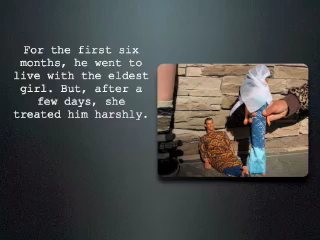 For the first six
months, he went to
live with the eldest
girl. But, after a
few days, she
treated him harshly.